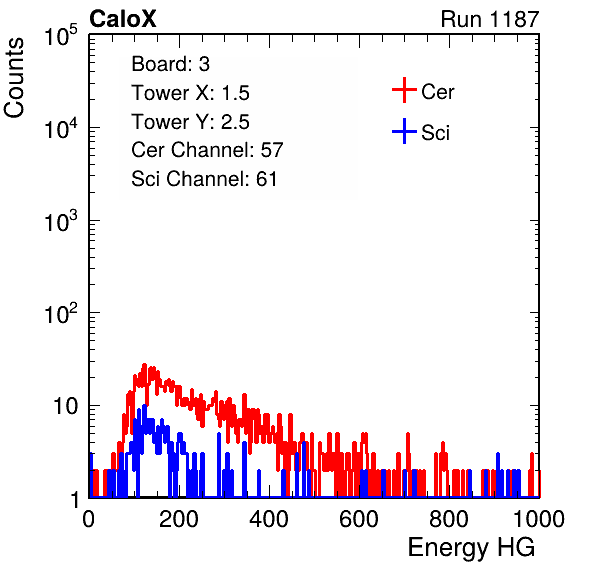 CaloX Run 1187
Counts
10^5
10^4
10^3
10^2
10
1
Board: 3
Tower X: 1.5
Tower Y: 2.5
Cer Channel: 57
Sci Channel: 61
Cer
Sci
0 200 400 600 800 1000
Energy HG